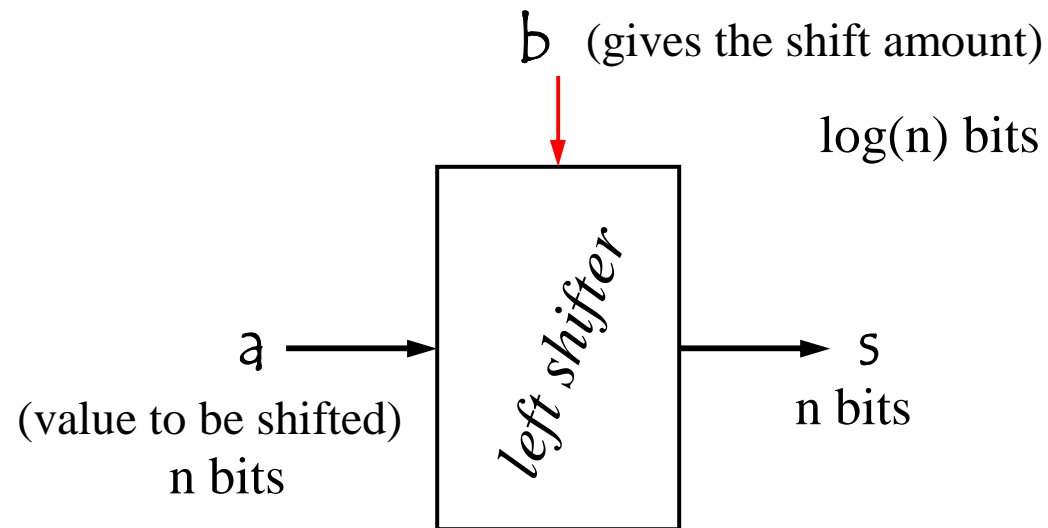 b (gives the shift amount)
log(n) bits
left shifter
a
(value to be shifted)
n bits
s
n bits